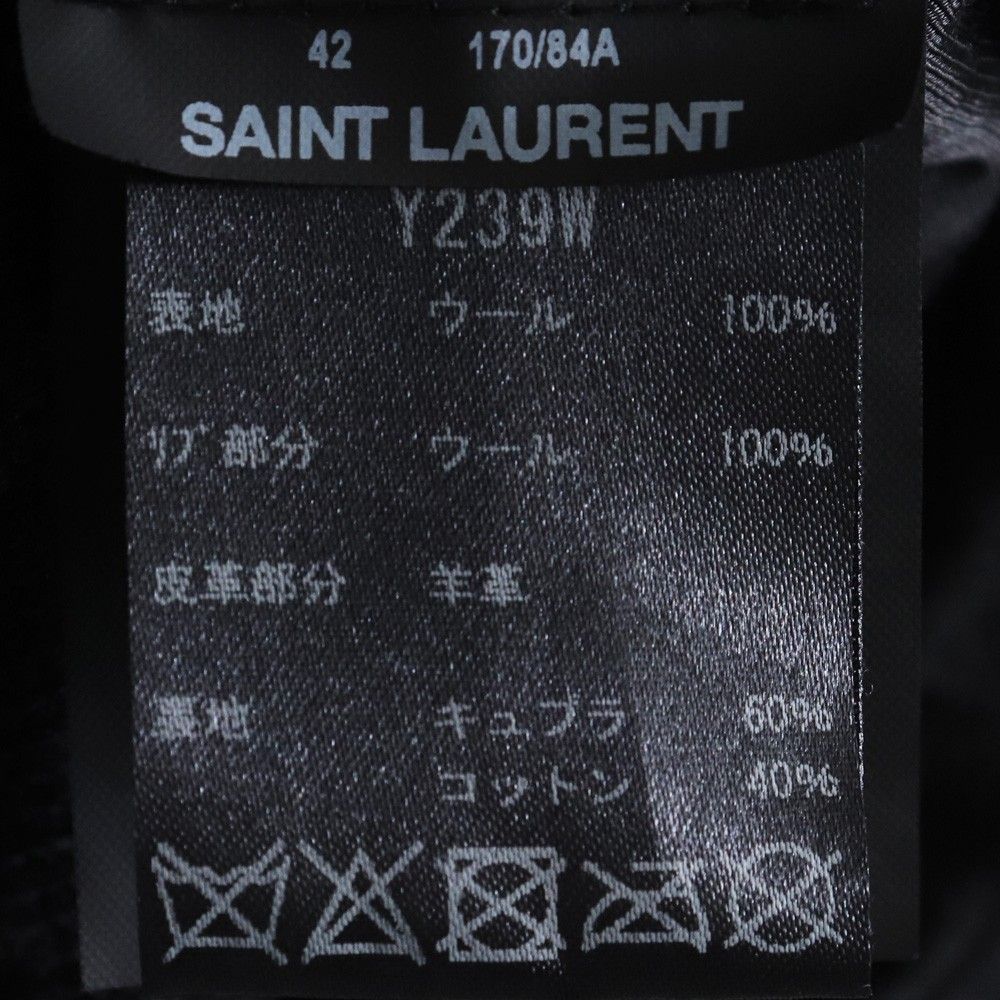 42 170/84A
SAINT LAURENT
Y239W
表地 ウール 100%
ﾘﾌﾞ部分 ウール 100%
皮革部分 羊革
裏地 キュプラ 60%
コットン 40%